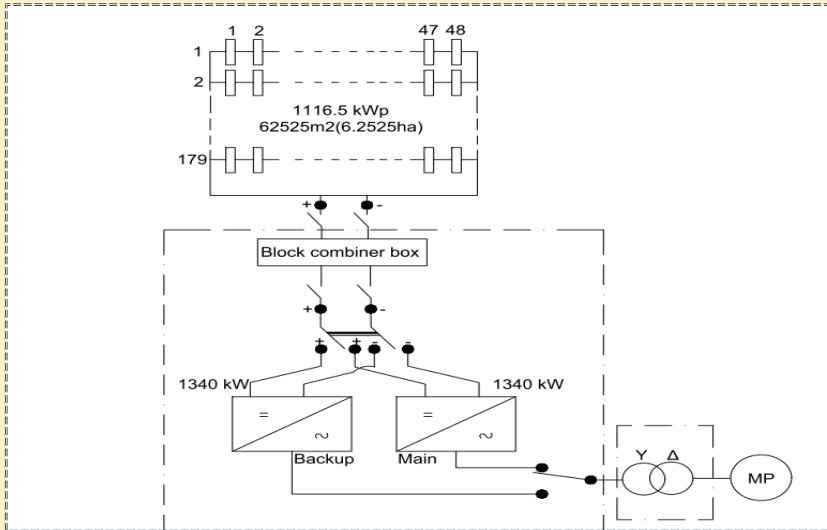 1 2 47 48
1
2
1116.5 kWp
62525m2(6.2525ha)
179
+ -
Block combiner box
+ -
+ + - -
1340 kW 1340 kW
= =
~ ~
Backup Main
Y Δ
MP